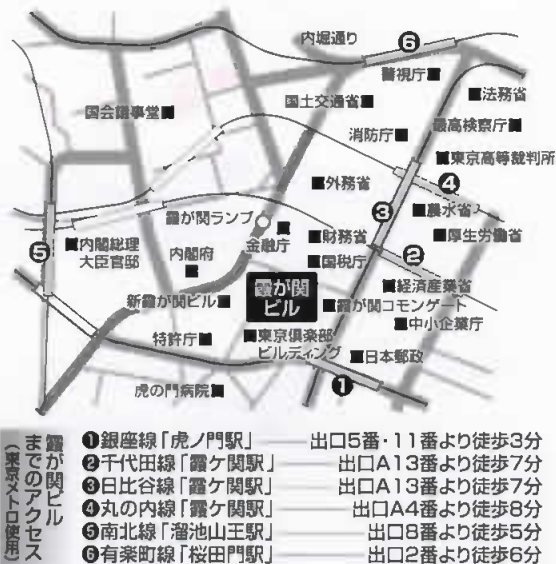 内堀通り
❻
警視庁
国土交通省
法務省
国会議事堂
消防庁
最高検察庁
東京高等裁判所
❹
外務省
❸
農水省
霞が関ランプ
❺
内閣総理
大臣官邸
金融庁
財務省
厚生労働省
内閣府
国税庁
❷
霞が関
ビル
経済産業省
新霞が関ビル
霞が関コモンゲート
中小企業庁
特許庁
東京倶楽部
ビルディング
日本郵政
虎の門病院
❶
霞が関ビル
までのアクセス
(東京メトロ使用)
❶銀座線「虎ノ門駅」――出口5番・11番より徒歩3分
❷千代田線「霞ケ関駅」――出口A13番より徒歩7分
❸日比谷線「霞ケ関駅」――出口A13番より徒歩7分
❹丸の内線「霞ケ関駅」――出口A4番より徒歩8分
❺南北線「溜池山王駅」――出口8番より徒歩5分
❻有楽町線「桜田門駅」――出口2番より徒歩6分